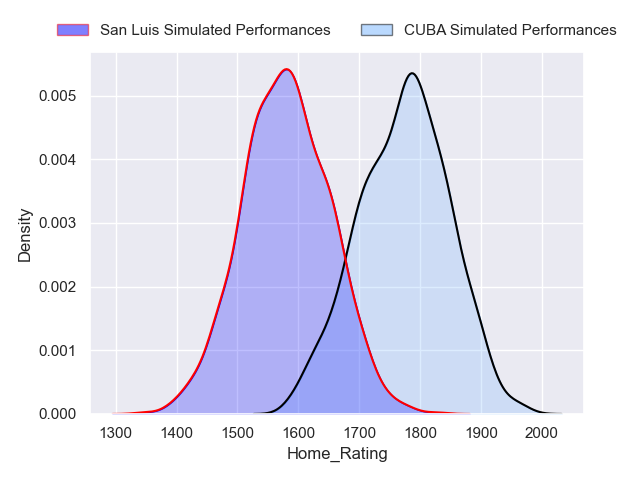 San Luis Simulated Performances CUBA Simulated Performances
0.005
0.004
0.003
0.002
0.001
0.000
Density
1300 1400 1500 1600 1700 1800 1900 2000
Home_Rating